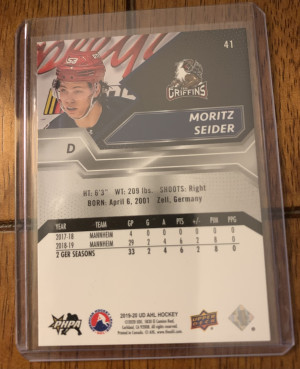 41
GRIFFINS
MORITZ
SEIDER
D
HT: 6'3" WT: 209 lbs. SHOOTS: Right
BORN: April 6, 2001 Zell, Germany
YEAR TEAM GP G A PTS +/- PIM PPG
2017-18 MANNHEIM 4 0 0 0 0 0
2018-19 MANNHEIM 29 2 4 6 2 8 0
2 GER SEASONS 33 2 4 6 2 8 0
PHPA
2019-20 UD AHL HOCKEY
UPPER DECK